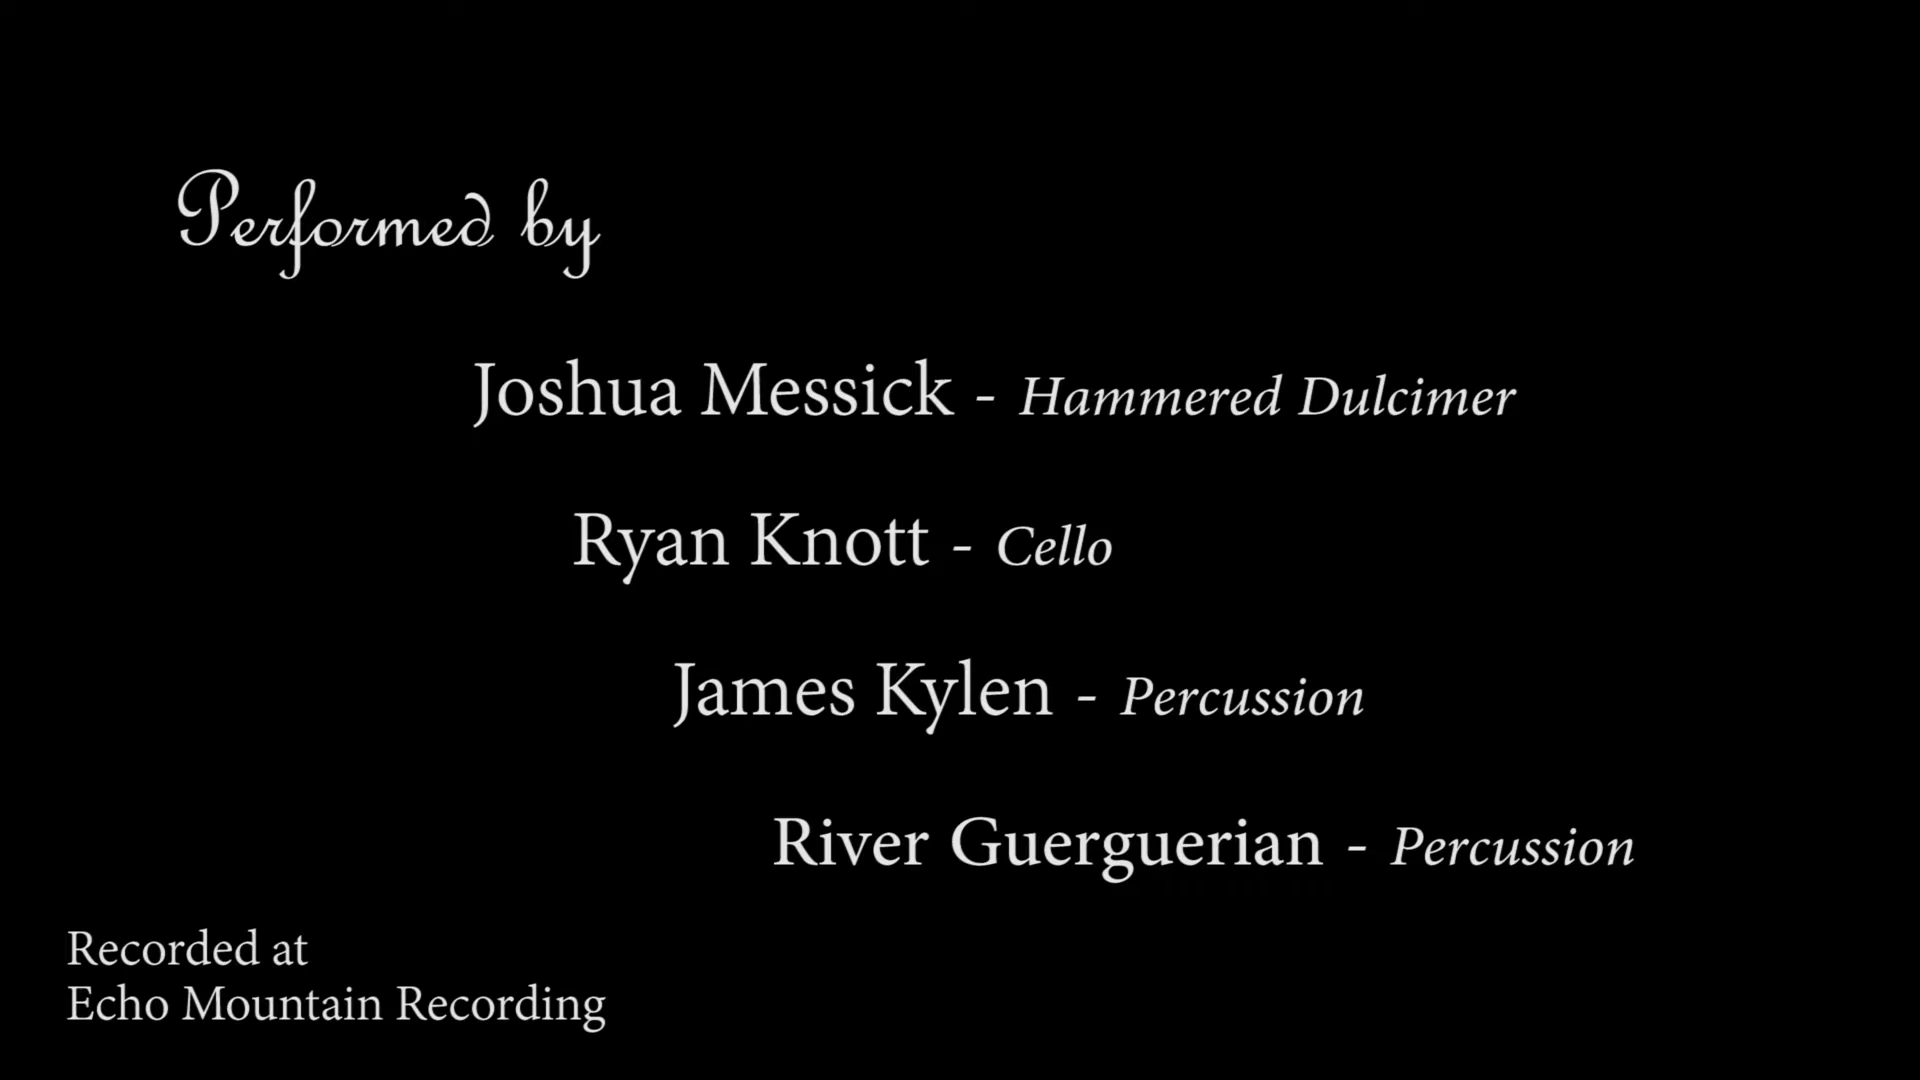 Performed by
Joshua Messick - Hammered Dulcimer
Ryan Knott - Cello
James Kylen - Percussion
River Guerguerian - Percussion
Recorded at
Echo Mountain Recording